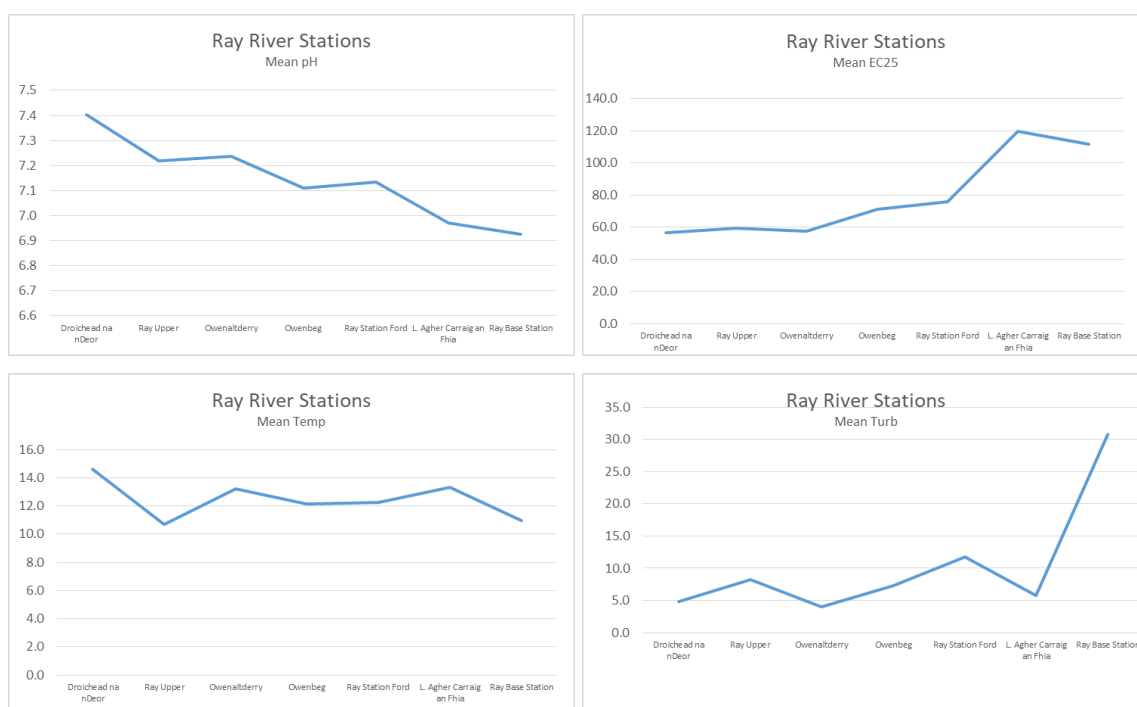 Ray River Stations
Mean pH
7.5
7.4
7.3
7.2
7.1
7.0
6.9
6.8
6.7
6.6
Droichead na Ray Upper Owenaltderry Owenbeg Ray Station Ford L. Agher Carraig an Ray Base Station
nDeor Fhia
Ray River Stations
Mean EC25
140.0
120.0
100.0
80.0
60.0
40.0
20.0
0.0
Droichead na Ray Upper Owenaltderry Owenbeg Ray Station Ford L. Agher Carraig Ray Base Station
nDeor an Fhia
Ray River Stations
Mean Temp
16.0
14.0
12.0
10.0
8.0
6.0
4.0
2.0
0.0
Droichead na Ray Upper Owenaltderry Owenbeg Ray Station Ford L. Agher Carraig Ray Base Station
nDeor an Fhia
Ray River Stations
Mean Turb
35.0
30.0
25.0
20.0
15.0
10.0
5.0
0.0
Droichead na Ray Upper Owenaltderry Owenbeg Ray Station Ford L. Agher Carraig Ray Base Station
nDeor an Fhia